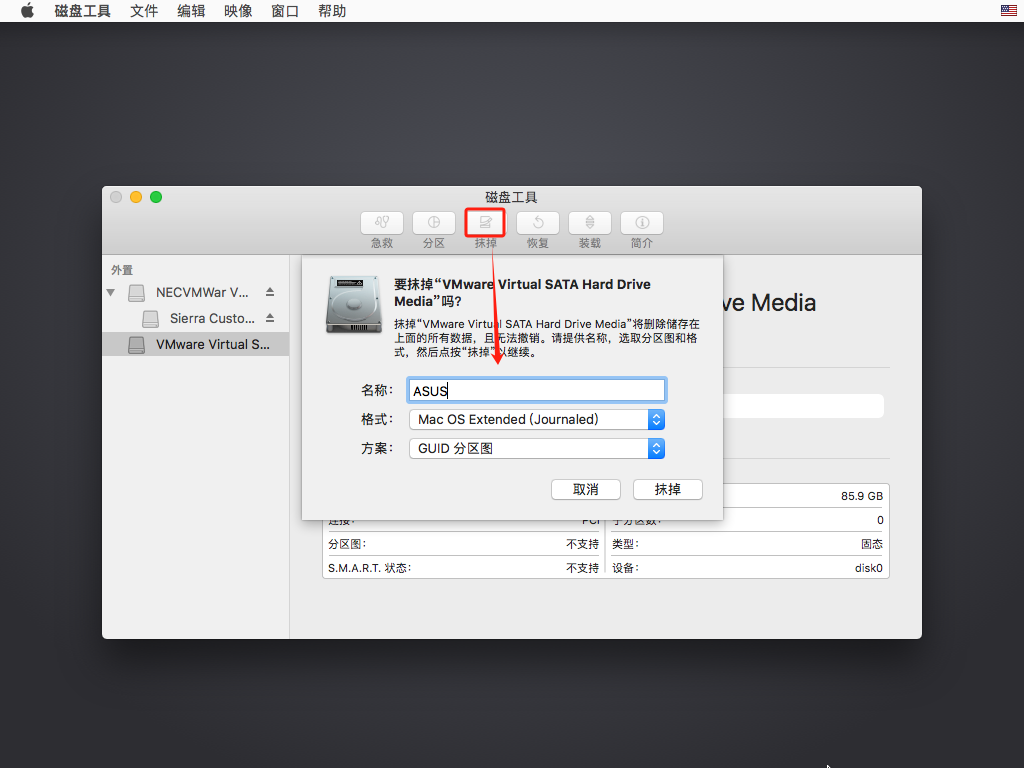 磁盘工具 文件 编辑 映像 窗口 帮助
磁盘工具
急救 分区 抹掉 恢复 装载 简介
外置
NECVMWar V...
Sierra Custo...
VMware Virtual S...
要抹掉“VMware Virtual SATA Hard Drive
Media”吗?
抹掉“VMware Virtual SATA Hard Drive Media”将删除储存在
上面的所有数据，且无法撤销。请提供名称，选取分区图和格
式，然后点按“抹掉”以继续。
名称: ASUS
格式: Mac OS Extended (Journaled)
方案: GUID 分区图
取消 抹掉
ve Media
85.9 GB
连接: PCI 子分区数: 0
分区图: 不支持 类型: 固态
S.M.A.R.T. 状态: 不支持 设备: disk0